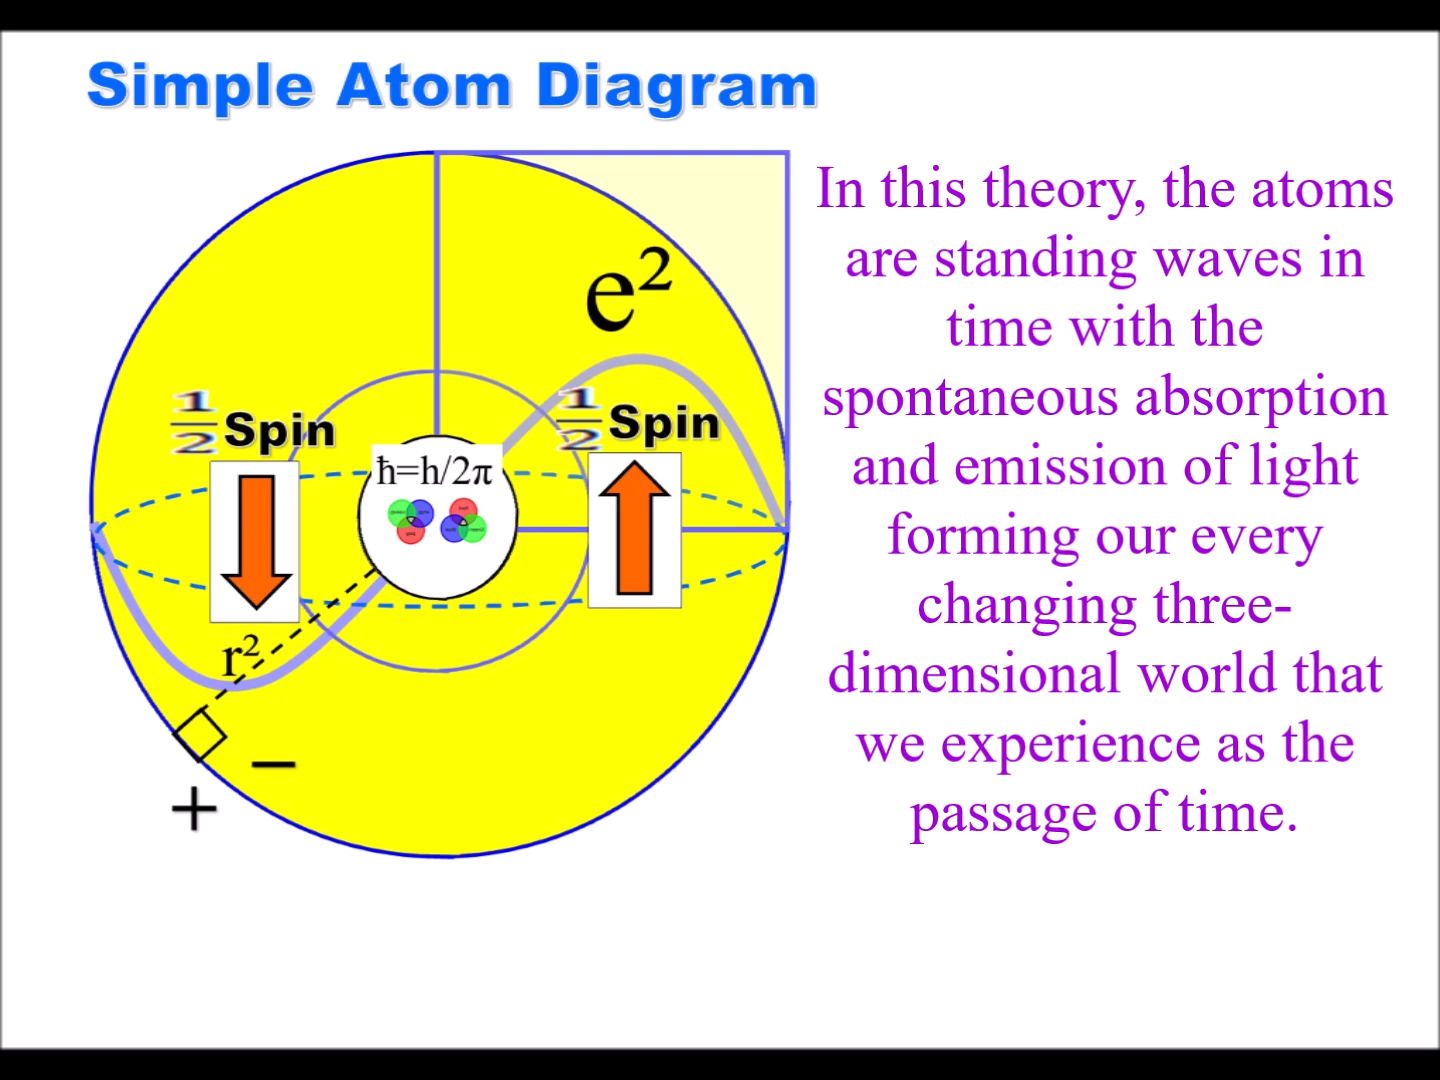 Simple Atom Diagram
In this theory, the atoms
are standing waves in
time with the
spontaneous absorption
and emission of light
forming our every
changing three-
dimensional world that
we experience as the
passage of time.
e²
½ Spin
½ Spin
ħ=h/2π
r²
−
+